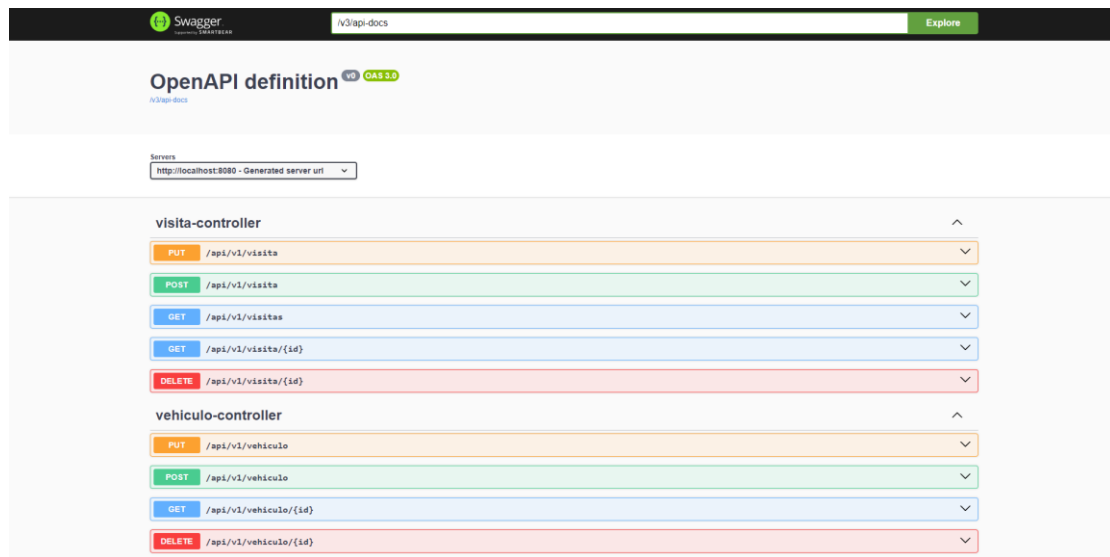 Swagger
Supported by SMARTBEAR
/v3/api-docs
Explore
OpenAPI definition v0 OAS 3.0
/v3/api-docs
Servers
http://localhost:8080 - Generated server url
visita-controller
PUT /api/v1/visita
POST /api/v1/visita
GET /api/v1/visitas
GET /api/v1/visita/{id}
DELETE /api/v1/visita/{id}
vehiculo-controller
PUT /api/v1/vehiculo
POST /api/v1/vehiculo
GET /api/v1/vehiculo/{id}
DELETE /api/v1/vehiculo/{id}